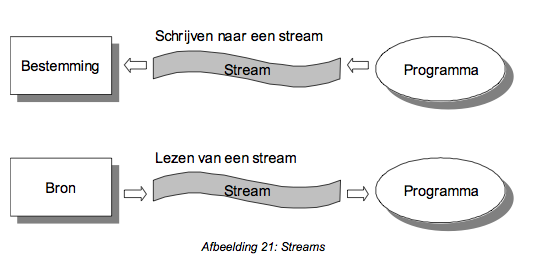 Schrijven naar een stream
Bestemming
Stream
Programma
Lezen van een stream
Bron
Stream
Programma
Afbeelding 21: Streams